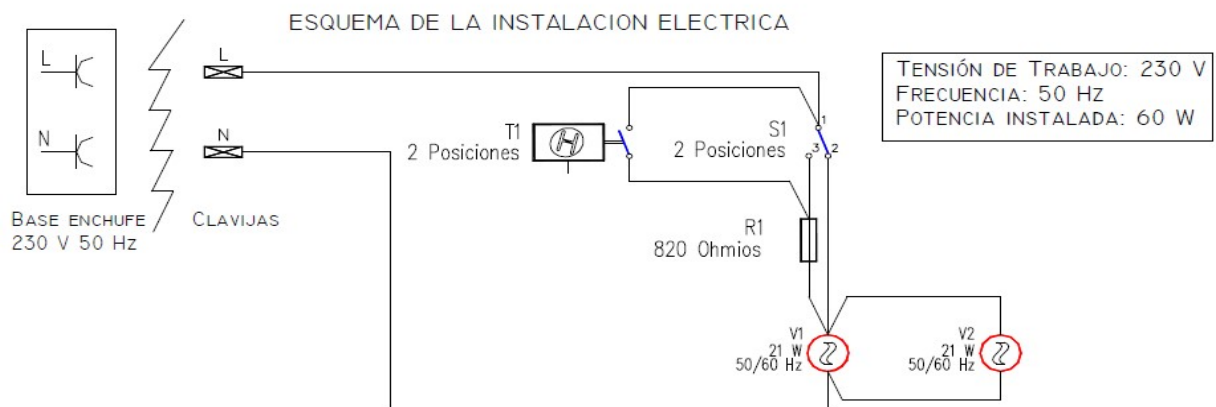 ESQUEMA DE LA INSTALACION ELECTRICA
L
N
BASE ENCHUFE
230 V 50 Hz
L
N
CLAVIJAS
T1
2 Posiciones
H
S1
2 Posiciones
1
3
2
R1
820 Ohmios
V1
21 W
50/60 Hz
V2
21 W
50/60 Hz
TENSIÓN DE TRABAJO: 230 V
FRECUENCIA: 50 Hz
POTENCIA INSTALADA: 60 W